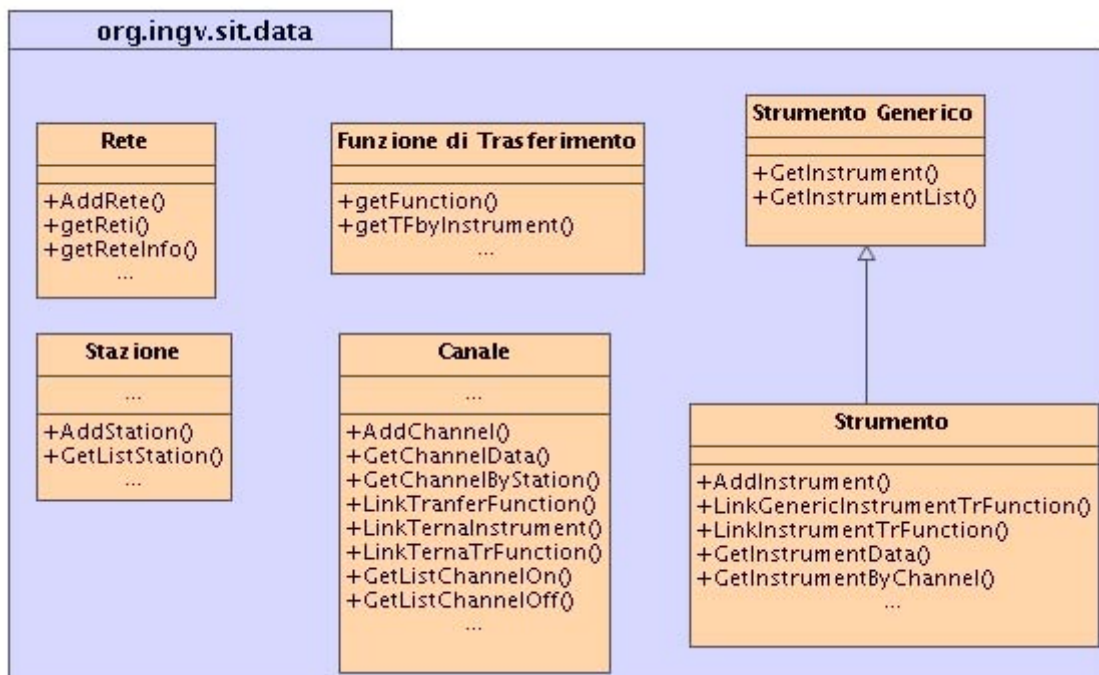 org.ingv.sit.data
Rete
+AddRete()
+getReti()
+getReteInfo()
...
Funzione di Trasferimento
+getFunction()
+getTFbyInstrument()
...
Strumento Generico
+GetInstrument()
+GetInstrumentList()
Stazione
...
+AddStation()
+GetListStation()
...
Canale
...
+AddChannel()
+GetChannelData()
+GetChannelByStation()
+LinkTranferFunction()
+LinkTernaInstrument()
+LinkTernaTrFunction()
+GetListChannelOn()
+GetListChannelOff()
...
Strumento
+AddInstrument()
+LinkGenericInstrumentTrFunction()
+LinkInstrumentTrFunction()
+GetInstrumentData()
+GetInstrumentByChannel()
...